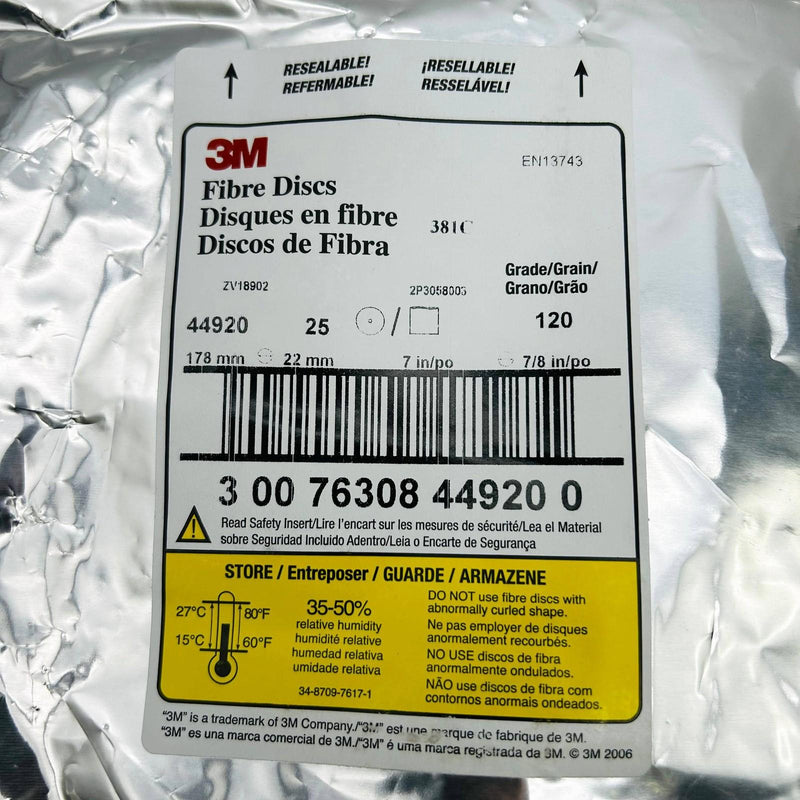 RESEALABLE! ¡RESELLABLE!
REFERMABLE! RESSELÁVEL!
3M
EN13743
Fibre Discs
Disques en fibre 381C
Discos de Fibra
ZV18902 2P3058003
Grade/Grain/
Grano/Grão
44920 25 / 120
178 mm 22 mm 7 in/po 7/8 in/po
3 00 76308 44920 0
Read Safety Insert/Lire l'encart sur les mesures de sécurité/Lea el Material
sobre Seguridad Incluido Adentro/Leia o Encarte de Segurança
STORE / Entreposer / GUARDE / ARMAZENE
27°C 80°F
15°C 60°F
35-50%
relative humidity
humidité relative
humedad relativa
umidade relativa
34-8709-7617-1
DO NOT use fibre discs with
abnormally curled shape.
Ne pas employer de disques
anormalement recourbés.
NO USE discos de fibra
anormalmente ondulados.
NÃO use discos de fibra com
contornos anormais ondeados.
"3M" is a trademark of 3M Company./"3M" est une marque de fabrique de 3M.
"3M" es una marca comercial de 3M./"3M" é uma marca registrada da 3M. © 3M 2006